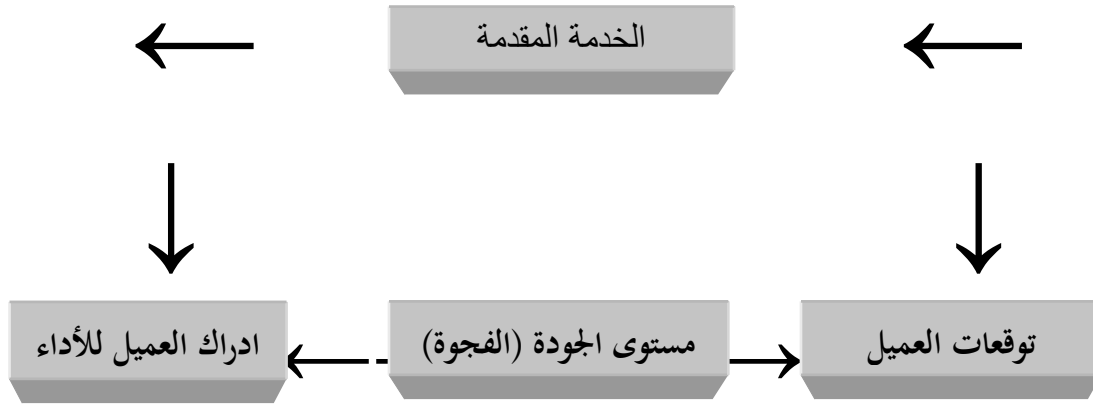 الخدمة المقدمة
توقعات العميل
مستوى الجودة (الفجوة)
ادراك العميل للأداء